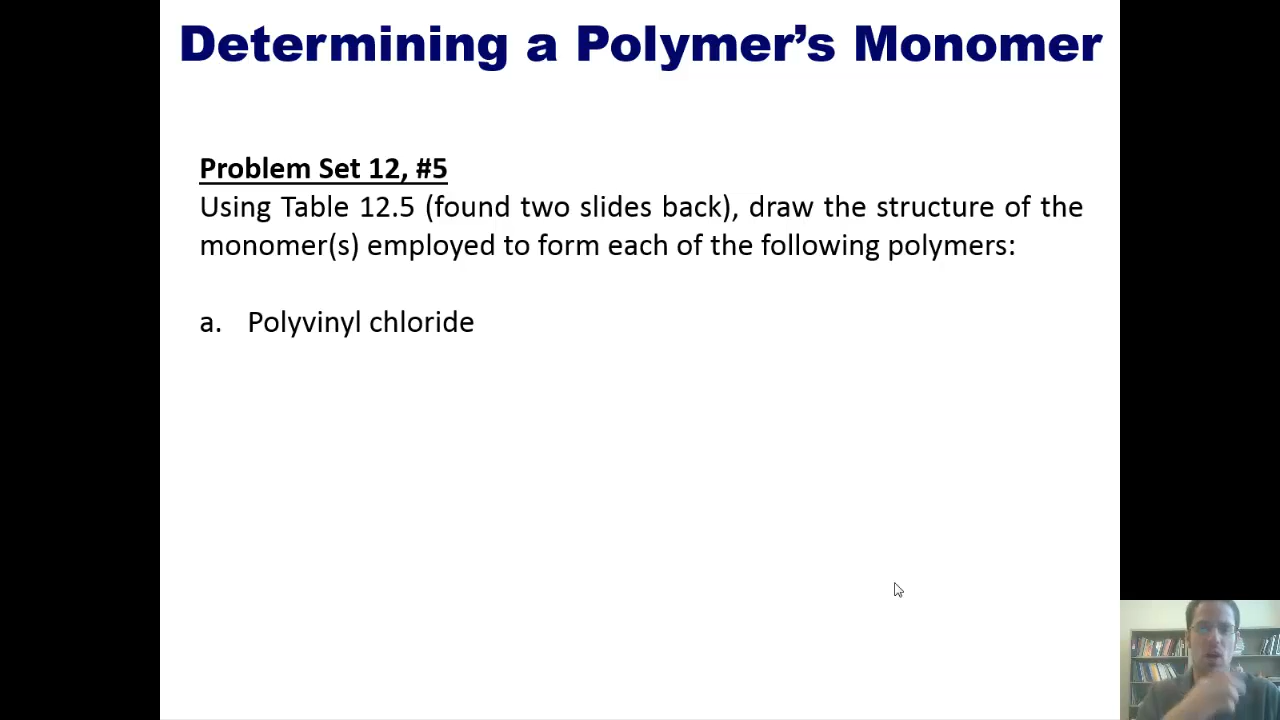 Determining a Polymer’s Monomer
Problem Set 12, #5
Using Table 12.5 (found two slides back), draw the structure of the
monomer(s) employed to form each of the following polymers:
a. Polyvinyl chloride